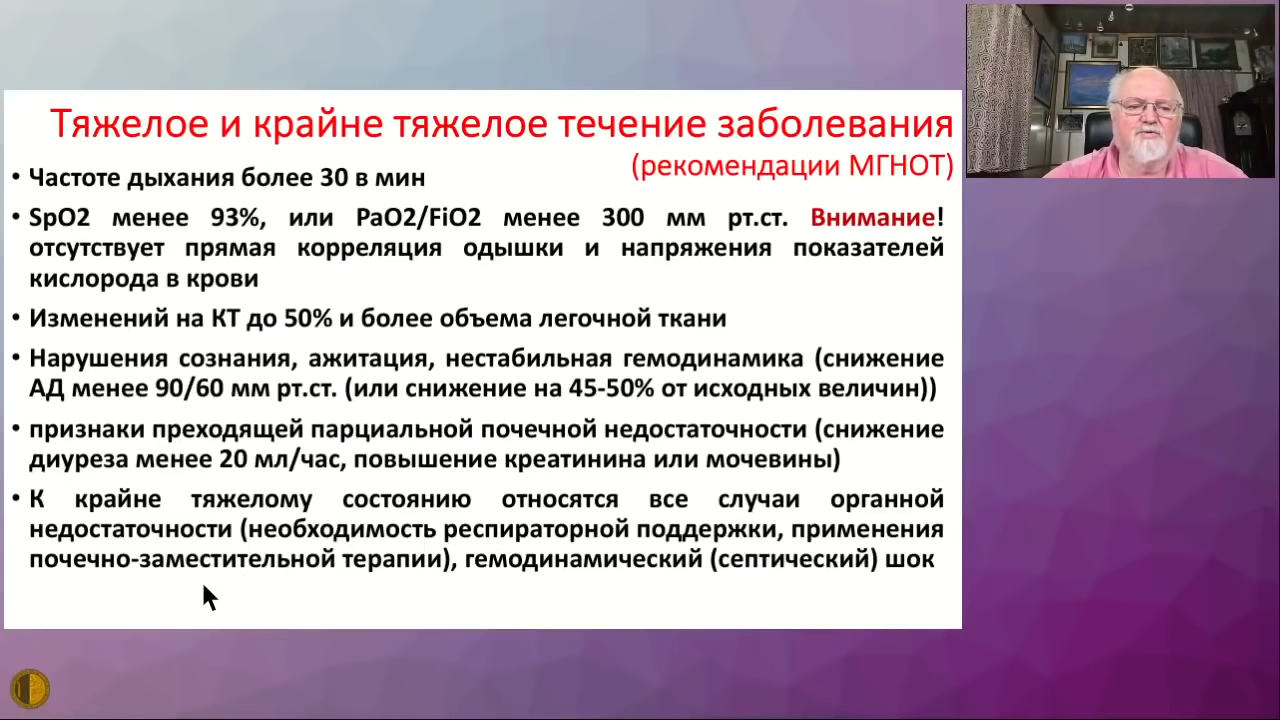 Тяжелое и крайне тяжелое течение заболевания
(рекомендации МГНОТ)
• Частоте дыхания более 30 в мин
• SpO2 менее 93%, или PaO2/FiO2 менее 300 мм рт.ст. Внимание!
отсутствует прямая корреляция одышки и напряжения показателей
кислорода в крови
• Изменений на КТ до 50% и более объема легочной ткани
• Нарушения сознания, ажитация, нестабильная гемодинамика (снижение
АД менее 90/60 мм рт.ст. (или снижение на 45-50% от исходных величин))
• признаки преходящей парциальной почечной недостаточности (снижение
диуреза менее 20 мл/час, повышение креатинина или мочевины)
• К крайне тяжелому состоянию относятся все случаи органной
недостаточности (необходимость респираторной поддержки, применения
почечно-заместительной терапии), гемодинамический (септический) шок